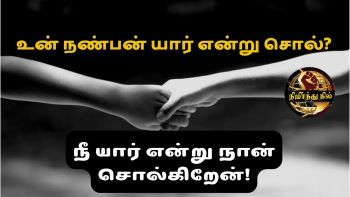 உன் நண்பன் யார் என்று சொல்?
நிமிர்ந்து நில்
நீ யார் என்று நான்
சொல்கிறேன்!